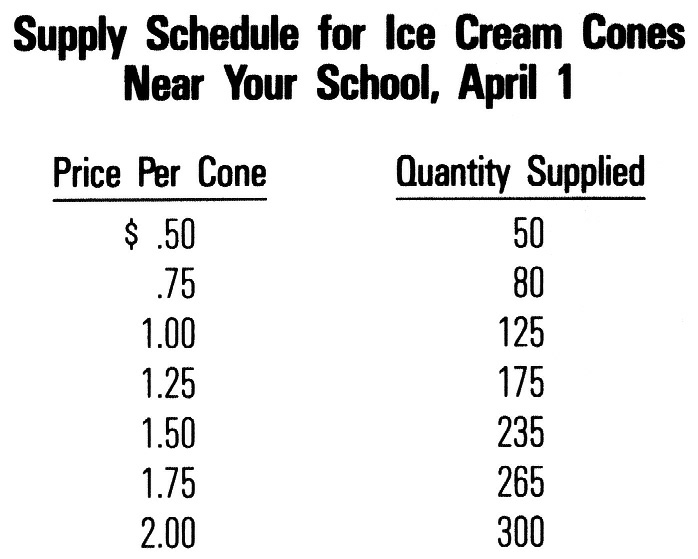 Supply Schedule for Ice Cream Cones
Near Your School, April 1
Price Per Cone Quantity Supplied
$ .50 50
.75 80
1.00 125
1.25 175
1.50 235
1.75 265
2.00 300